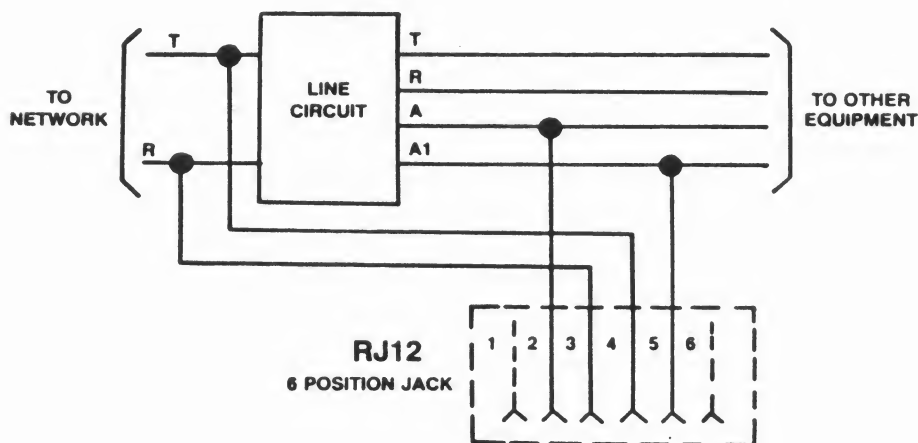 T
TO
NETWORK
R
LINE
CIRCUIT
T
R
A
A1
TO OTHER
EQUIPMENT
RJ12
6 POSITION JACK
1 2 3 4 5 6